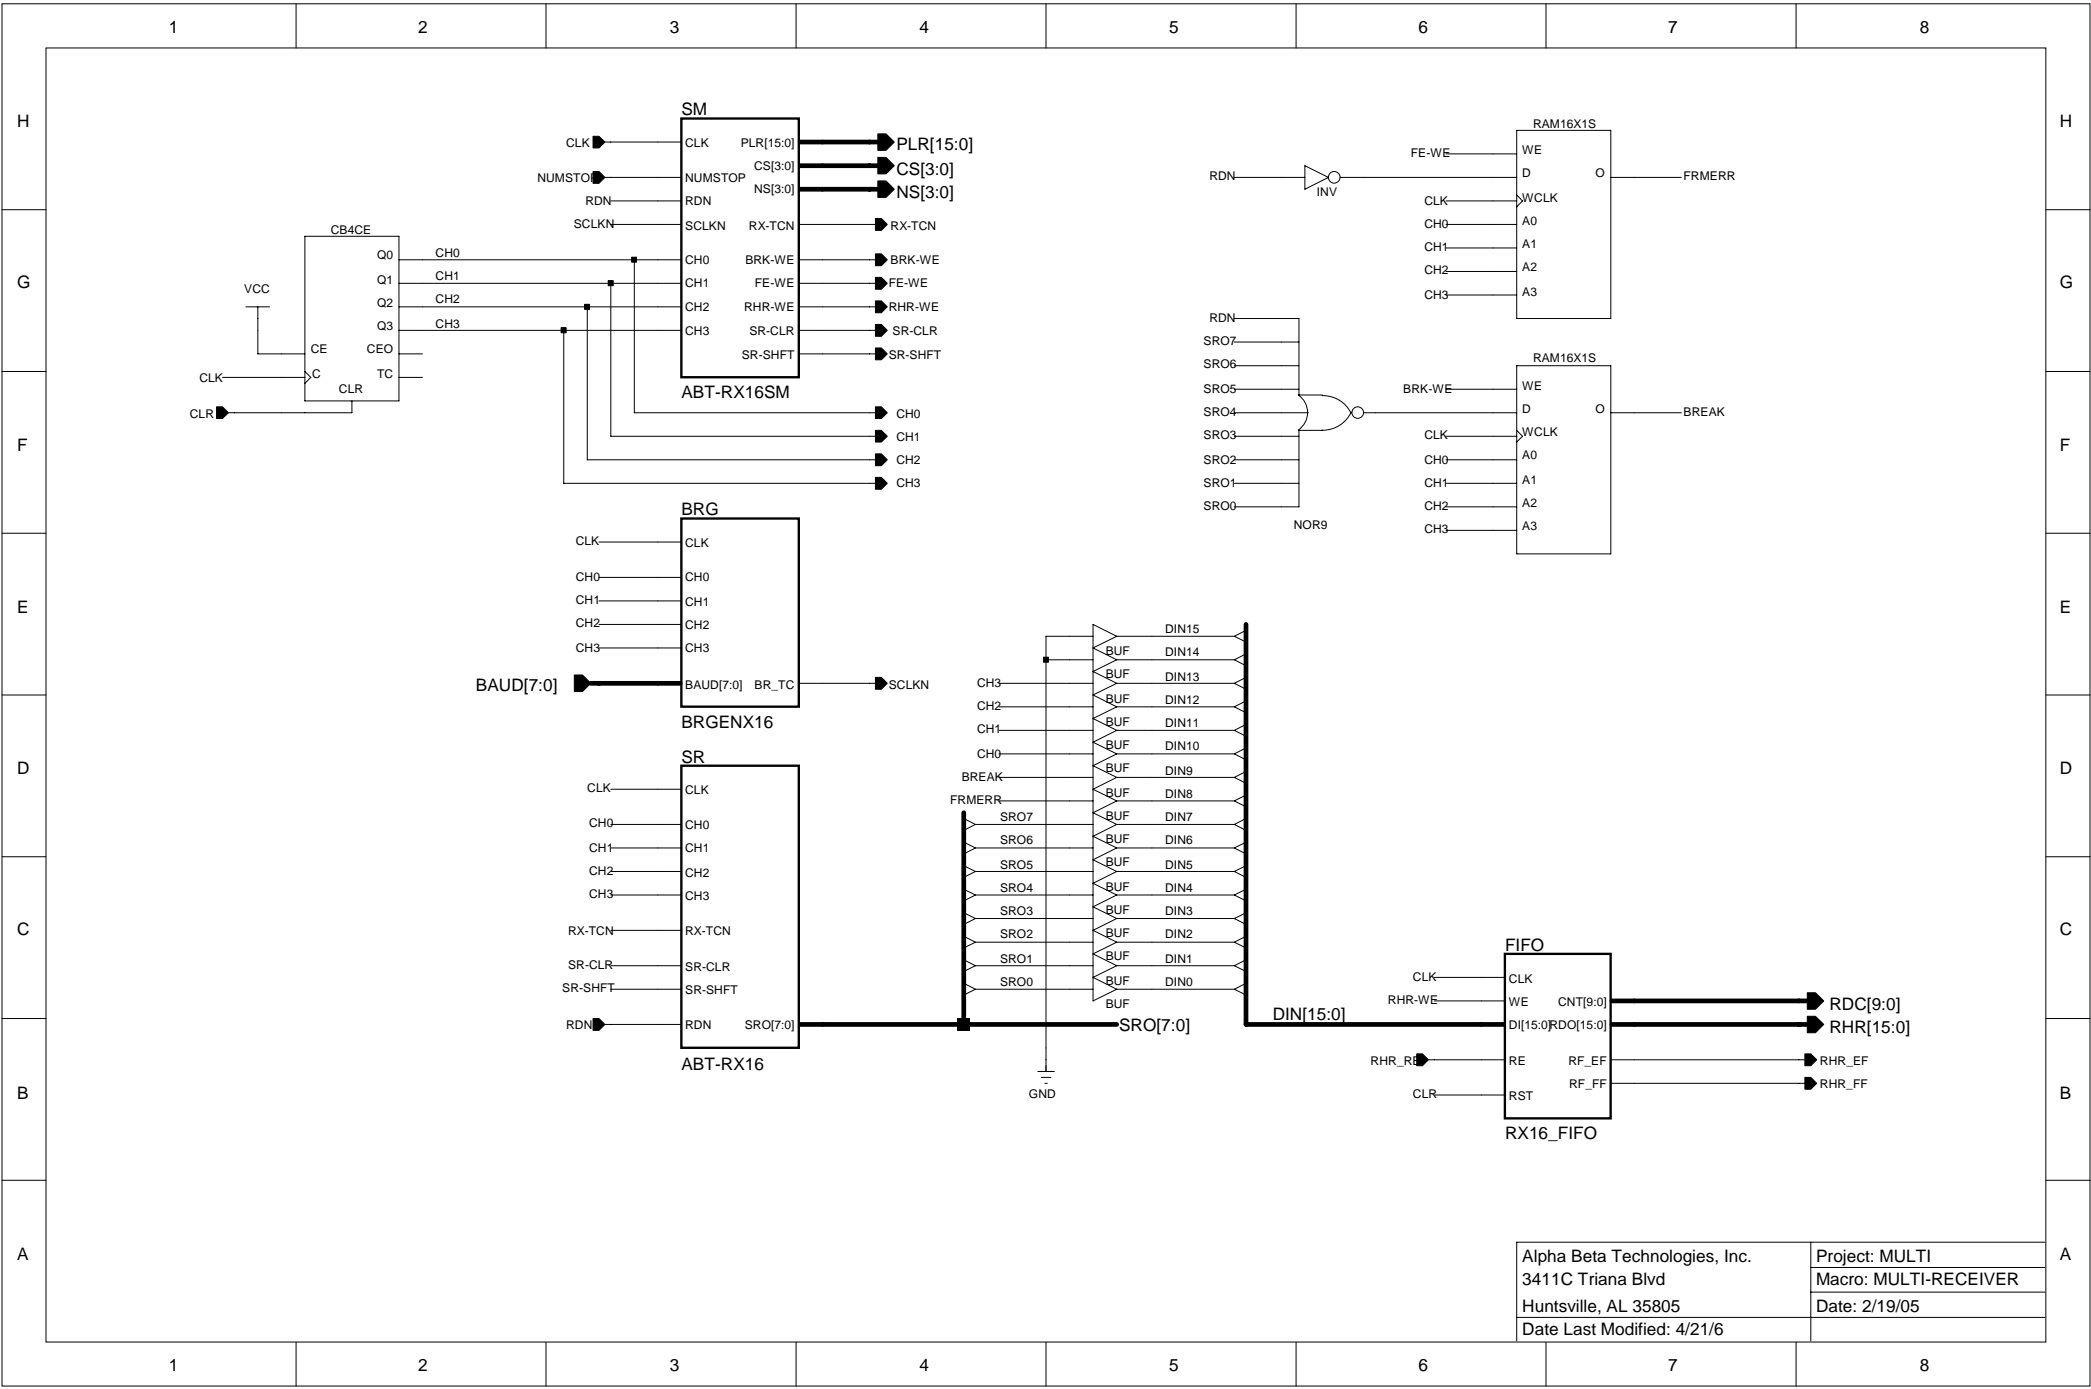 1 2 3 4 5 6 7 8
H H
G G
F F
E E
D D
C C
B B
A A
SM
CLK CLK PLR[15:0] PLR[15:0]
CS[3:0] CS[3:0]
NUMSTOP NUMSTOP
NS[3:0] NS[3:0]
RDN RDN
SCLKN SCLKN RX-TCN RX-TCN
CH0 BRK-WE BRK-WE
CH1 FE-WE FE-WE
CH2 RHR-WE RHR-WE
CH3 SR-CLR SR-CLR
SR-SHFT SR-SHFT
ABT-RX16SM
CH0
CH1
CH2
CH3
CB4CE
Q0 CH0
Q1 CH1
Q2 CH2
Q3 CH3
VCC
CE CEO
CLK C TC
CLR
CLR
BRG
CLK CLK
CH0 CH0
CH1 CH1
CH2 CH2
CH3 CH3
BAUD[7:0] BAUD[7:0] BR_TC SCLKN
BRGENX16
SR
CLK CLK
CH0 CH0
CH1 CH1
CH2 CH2
CH3 CH3
RX-TCN RX-TCN
SR-CLR SR-CLR
SR-SHFT SR-SHFT
RDN RDN SRO[7:0] SRO[7:0]
ABT-RX16
RAM16X1S
FE-WE WE
RDN INV D O FRMERR
CLK WCLK
CH0 A0
CH1 A1
CH2 A2
CH3 A3
RDN
SRO7
SRO6
SRO5
SRO4
SRO3
SRO2
SRO1
SRO0
NOR9
RAM16X1S
BRK-WE WE
D O BREAK
CLK WCLK
CH0 A0
CH1 A1
CH2 A2
CH3 A3
DIN15
BUF DIN14
CH3 BUF DIN13
CH2 BUF DIN12
CH1 BUF DIN11
CH0 BUF DIN10
BREAK BUF DIN9
FRMERR BUF DIN8
SRO7 BUF DIN7
SRO6 BUF DIN6
SRO5 BUF DIN5
SRO4 BUF DIN4
SRO3 BUF DIN3
SRO2 BUF DIN2
SRO1 BUF DIN1
SRO0 BUF DIN0
BUF
GND
DIN[15:0]
FIFO
CLK CLK
RHR-WE WE CNT[9:0] RDC[9:0]
DI[15:0] RDO[15:0] RHR[15:0]
RHR_RE RE RF_EF RHR_EF
RF_FF RHR_FF
CLR RST
RX16_FIFO
Alpha Beta Technologies, Inc. Project: MULTI
3411C Triana Blvd Macro: MULTI-RECEIVER
Huntsville, AL 35805 Date: 2/19/05
Date Last Modified: 4/21/6
1 2 3 4 5 6 7 8